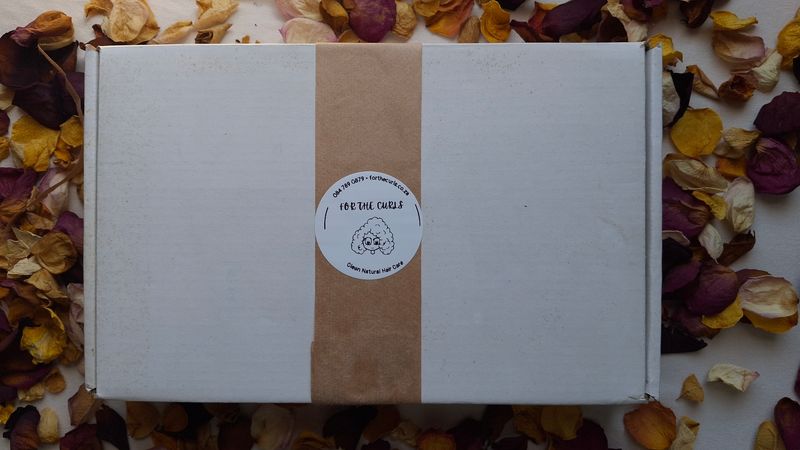 084 789 0879 - forthecurls.co.za
FOR THE CURLS
Clean Natural Hair Care